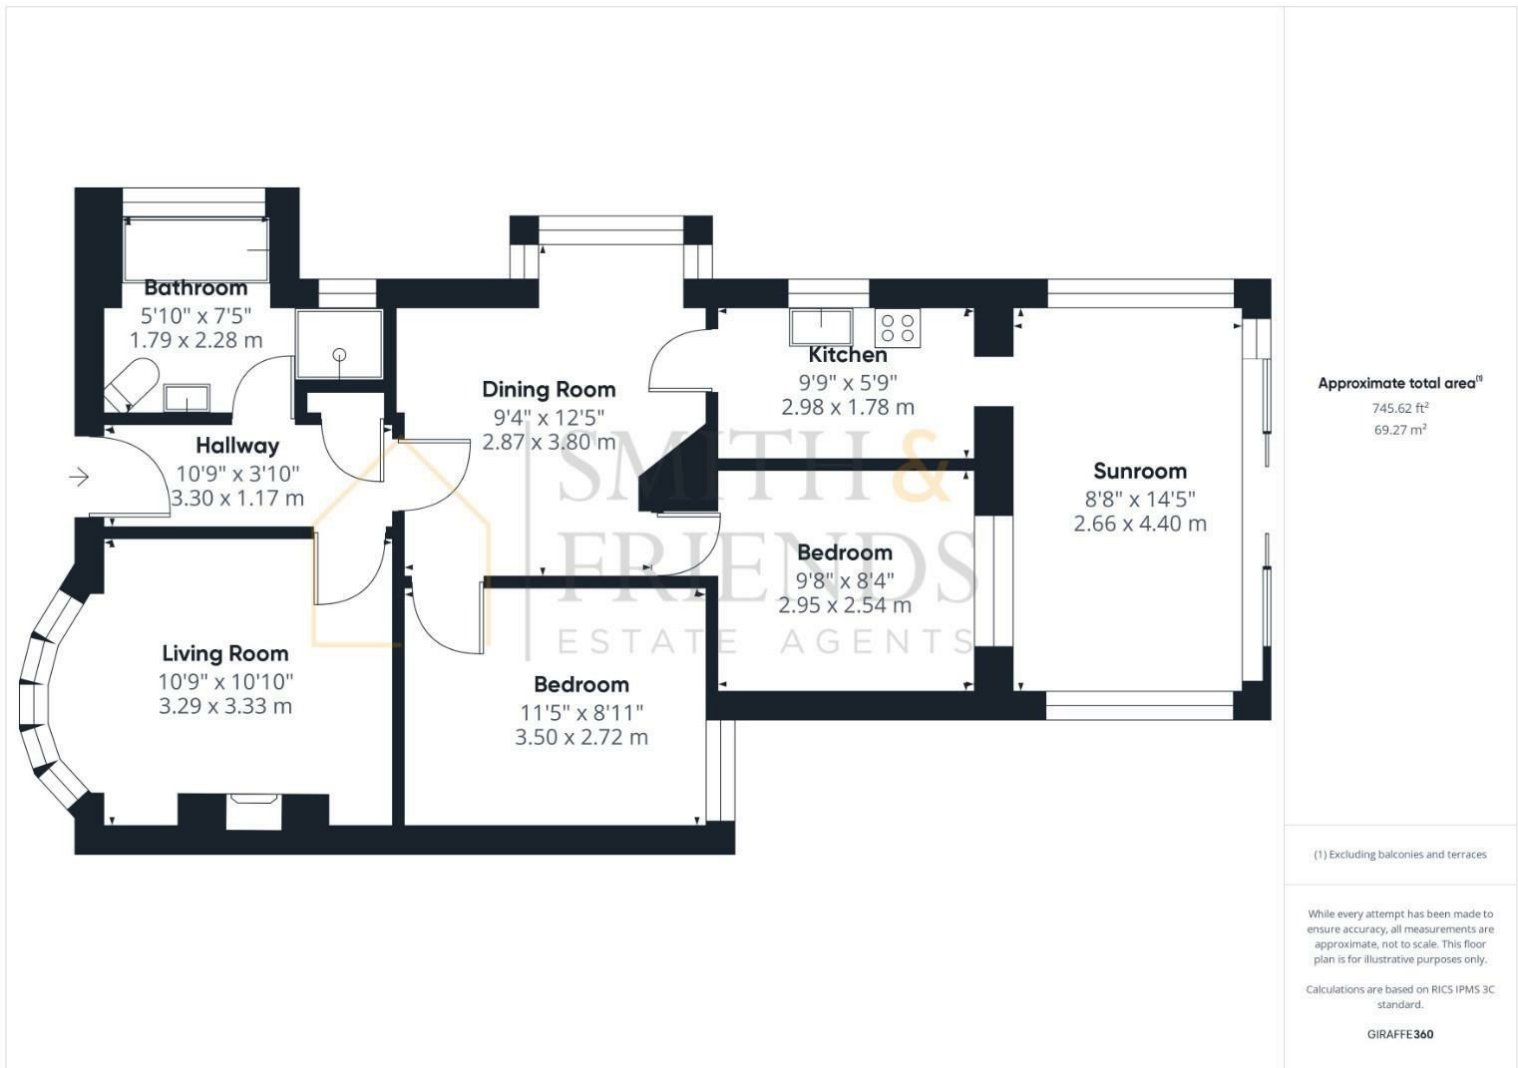 Bathroom
5'10" x 7'5"
1.79 x 2.28 m
Hallway
10'9" x 3'10"
3.30 x 1.17 m
Living Room
10'9" x 10'10"
3.29 x 3.33 m
Dining Room
9'4" x 12'5"
2.87 x 3.80 m
Kitchen
9'9" x 5'9"
2.98 x 1.78 m
Bedroom
9'8" x 8'4"
2.95 x 2.54 m
Bedroom
11'5" x 8'11"
3.50 x 2.72 m
Sunroom
8'8" x 14'5"
2.66 x 4.40 m
SMITH &
FRIENDS
ESTATE AGENTS
Approximate total area(1)
745.62 ft²
69.27 m²
(1) Excluding balconies and terraces
While every attempt has been made to
ensure accuracy, all measurements are
approximate, not to scale. This floor
plan is for illustrative purposes only.
Calculations are based on RICS IPMS 3C
standard.
GIRAFFE360